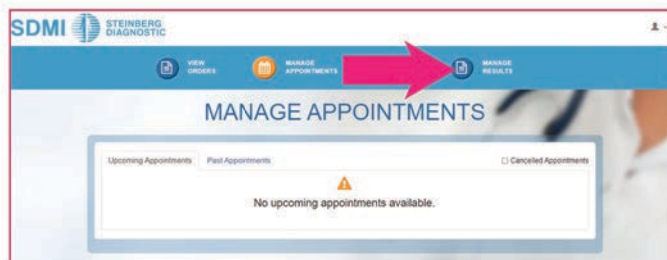 SDMI STEINBERG
DIAGNOSTIC
VIEW
ORDERS
MANAGE
APPOINTMENTS
MANAGE
RESULTS
MANAGE APPOINTMENTS
Upcoming Appointments Past Appointments Cancelled Appointments
No upcoming appointments available.